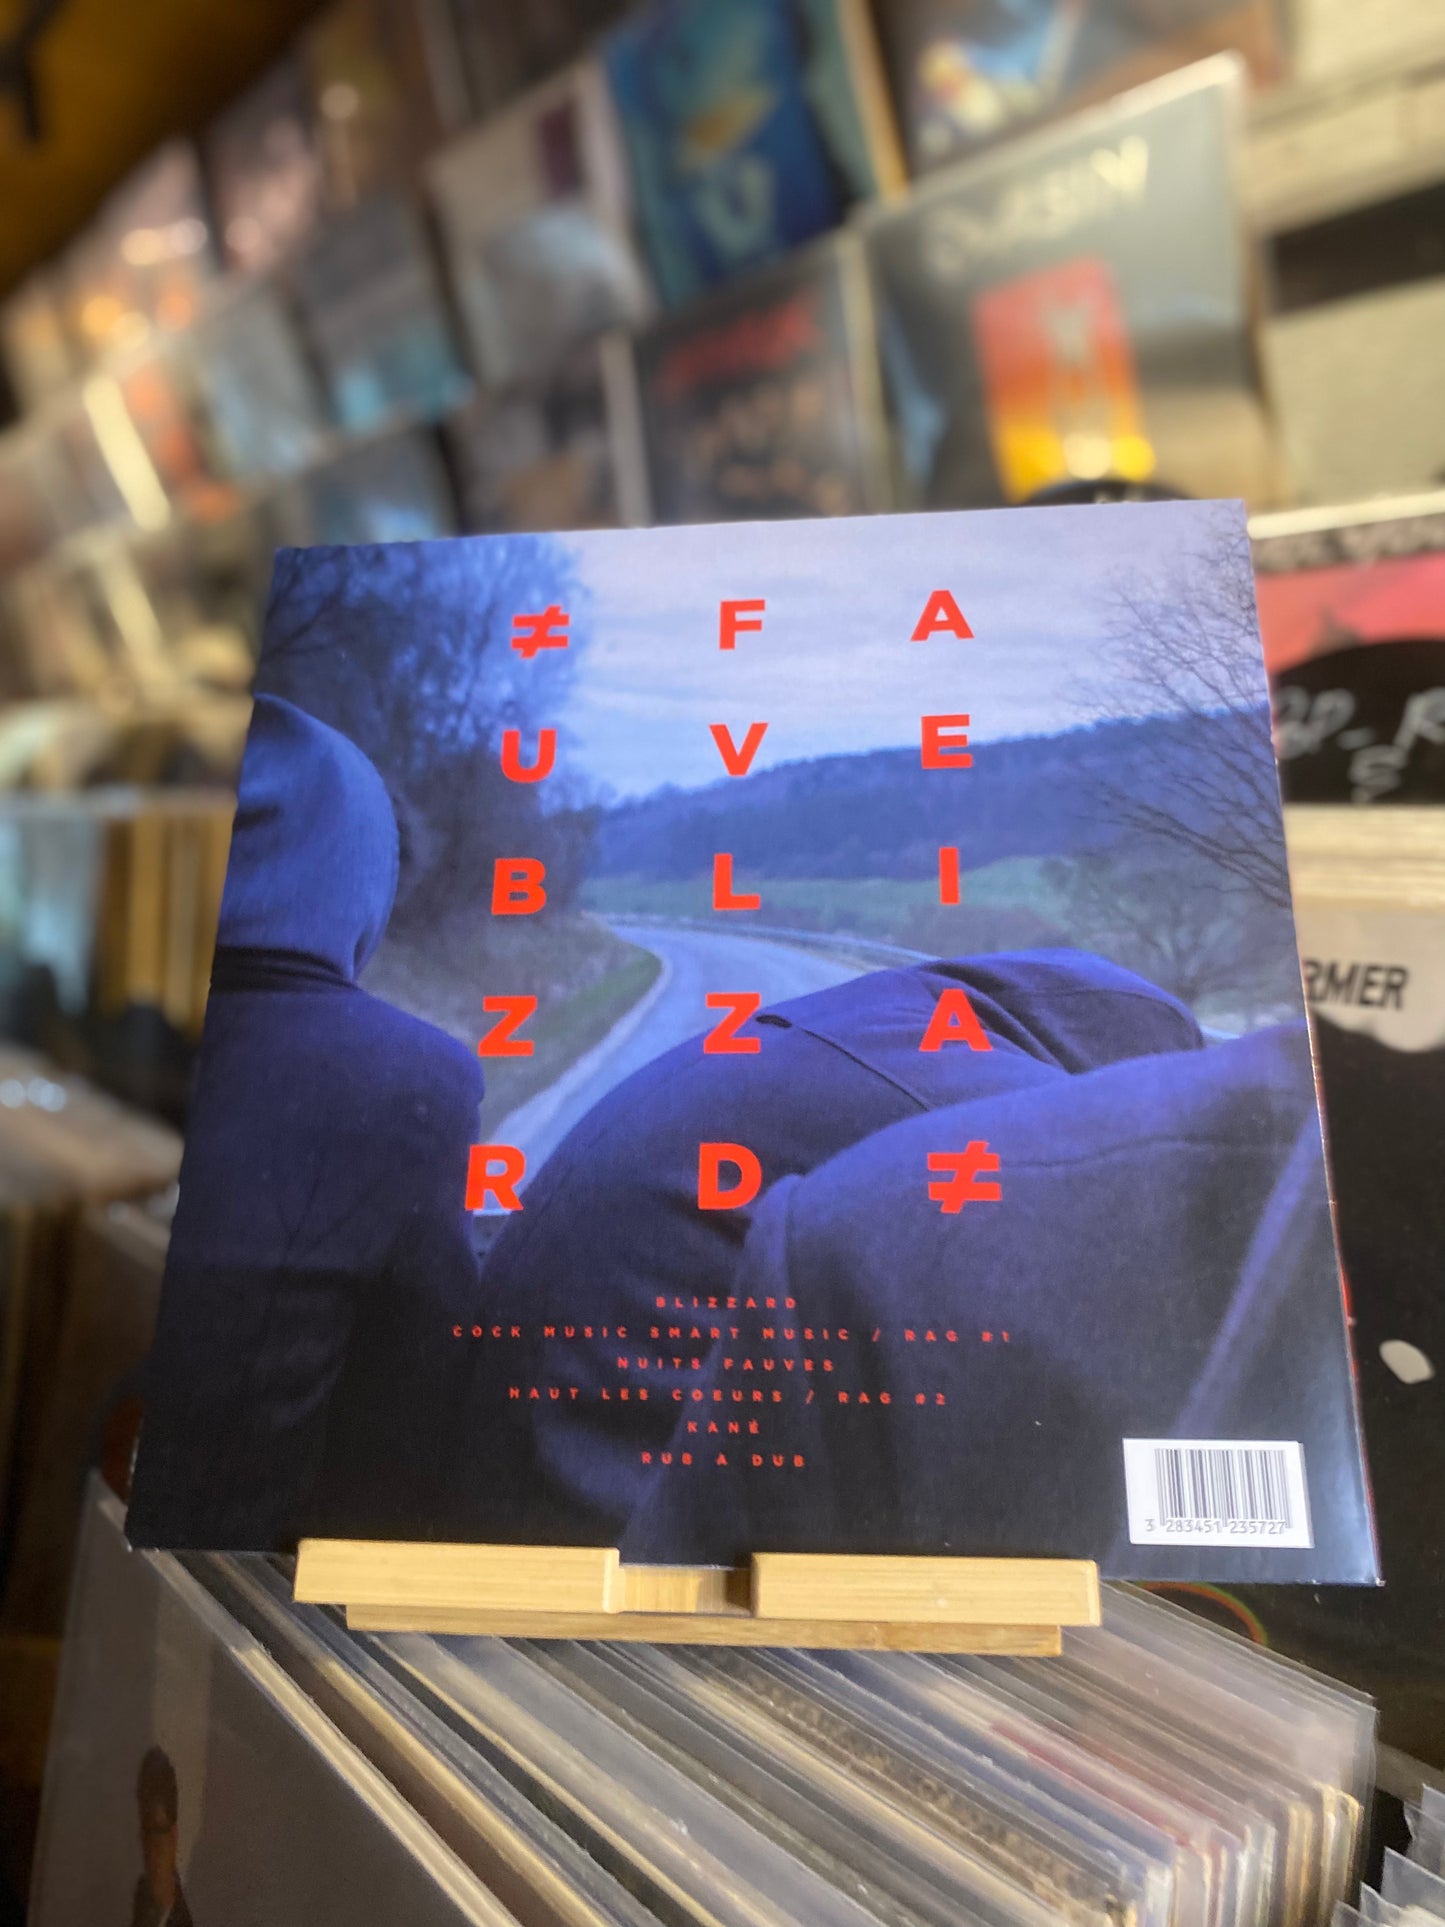 ≠ F A
U V E
B L I
Z Z A
R D ≠
BLIZZARD
COCK MUSIC SMART MUSIC / RAG #1
NUITS FAUVES
HAUT LES COEURS / RAG #2
KANÉ
RUB A DUB
3 283451 235727
RMER